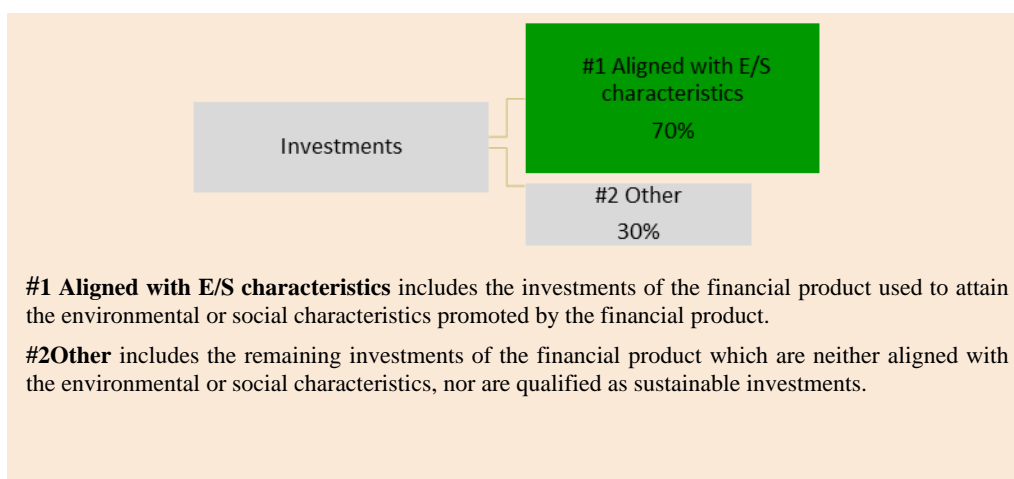 #1 Aligned with E/S
characteristics
70%
Investments
#2 Other
30%
#1 Aligned with E/S characteristics includes the investments of the financial product used to attain
the environmental or social characteristics promoted by the financial product.
#2Other includes the remaining investments of the financial product which are neither aligned with
the environmental or social characteristics, nor are qualified as sustainable investments.